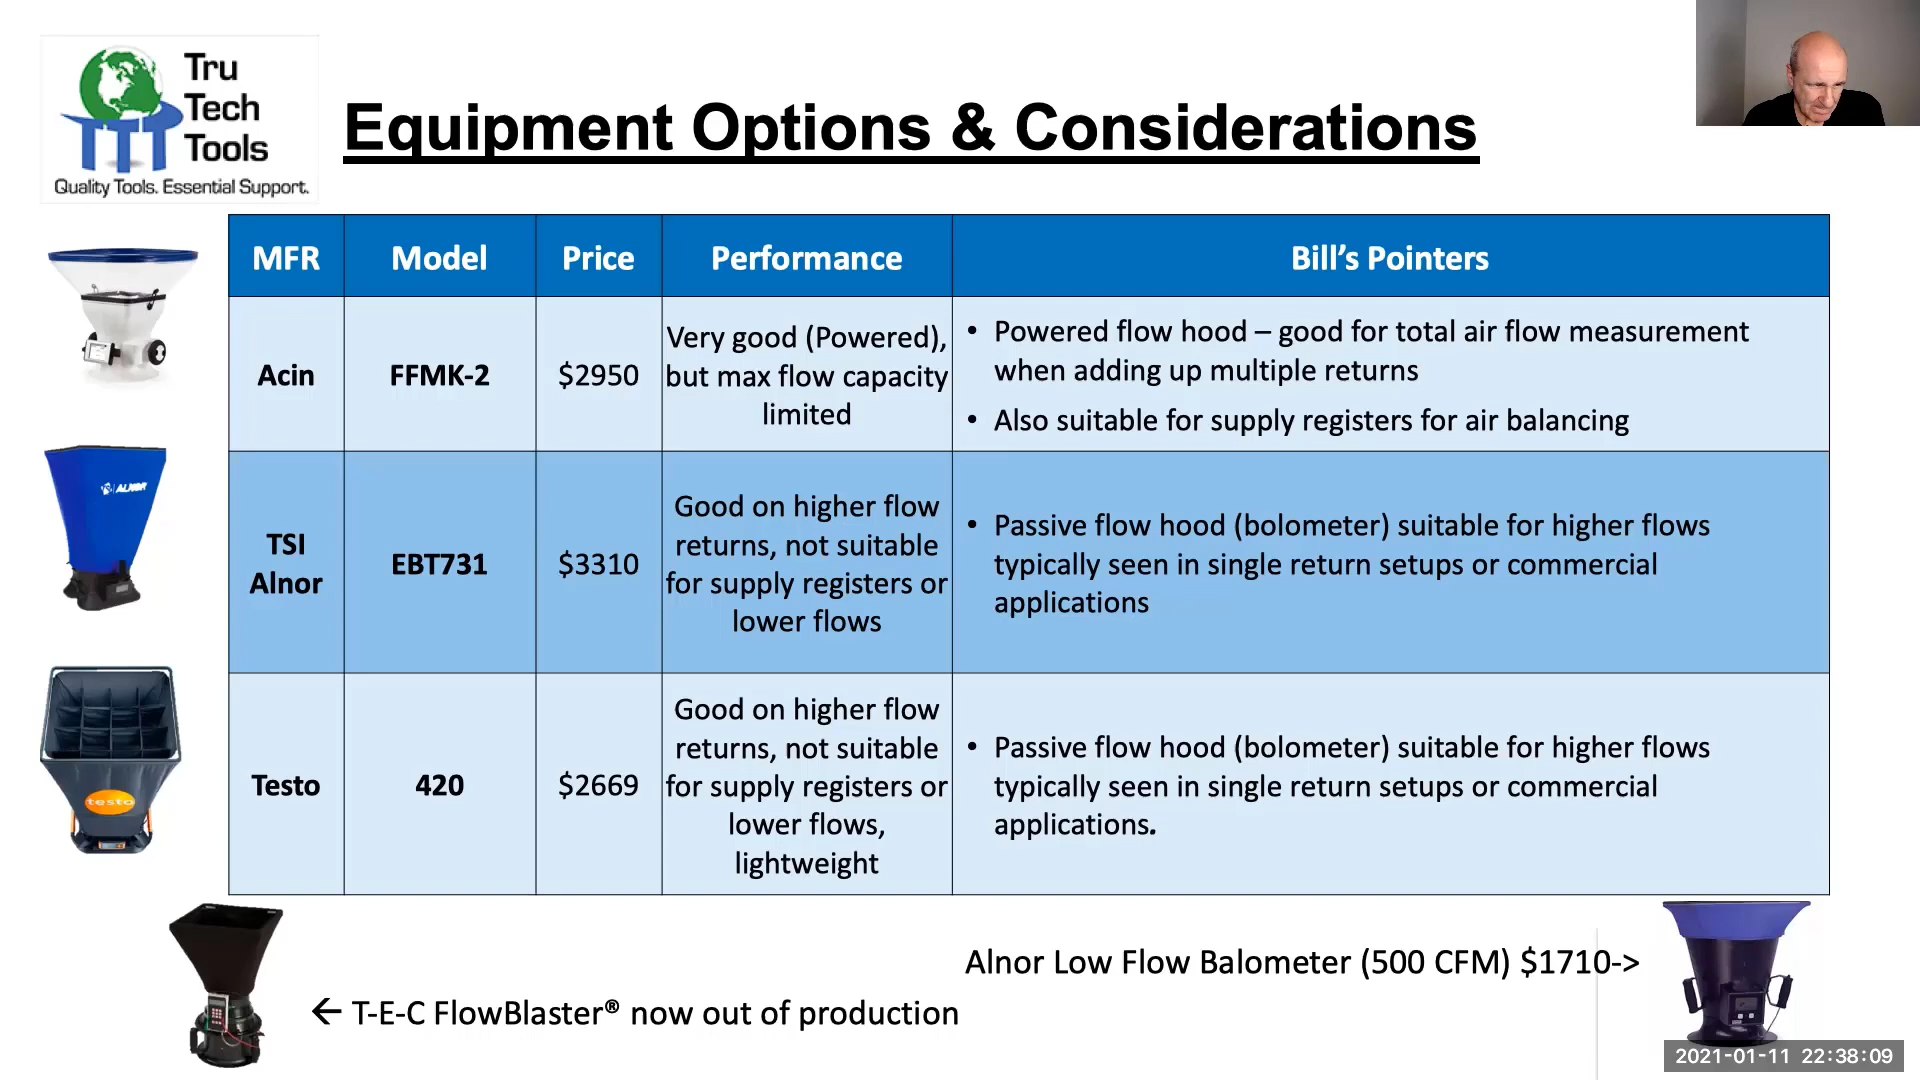 Tru
Tech
Tools
Quality Tools. Essential Support.
Equipment Options & Considerations
MFR
Model
Price
Performance
Bill’s Pointers
Acin
FFMK-2
$2950
Very good (Powered),
but max flow capacity
limited
• Powered flow hood – good for total air flow measurement
when adding up multiple returns
• Also suitable for supply registers for air balancing
TSI
Alnor
EBT731
$3310
Good on higher flow
returns, not suitable
for supply registers or
lower flows
• Passive flow hood (bolometer) suitable for higher flows
typically seen in single return setups or commercial
applications
Testo
420
$2669
Good on higher flow
returns, not suitable
for supply registers or
lower flows,
lightweight
• Passive flow hood (bolometer) suitable for higher flows
typically seen in single return setups or commercial
applications.
ALNOR
testo
Alnor Low Flow Balometer (500 CFM) $1710->
← T-E-C FlowBlaster® now out of production
2021-01-11 22:38:09